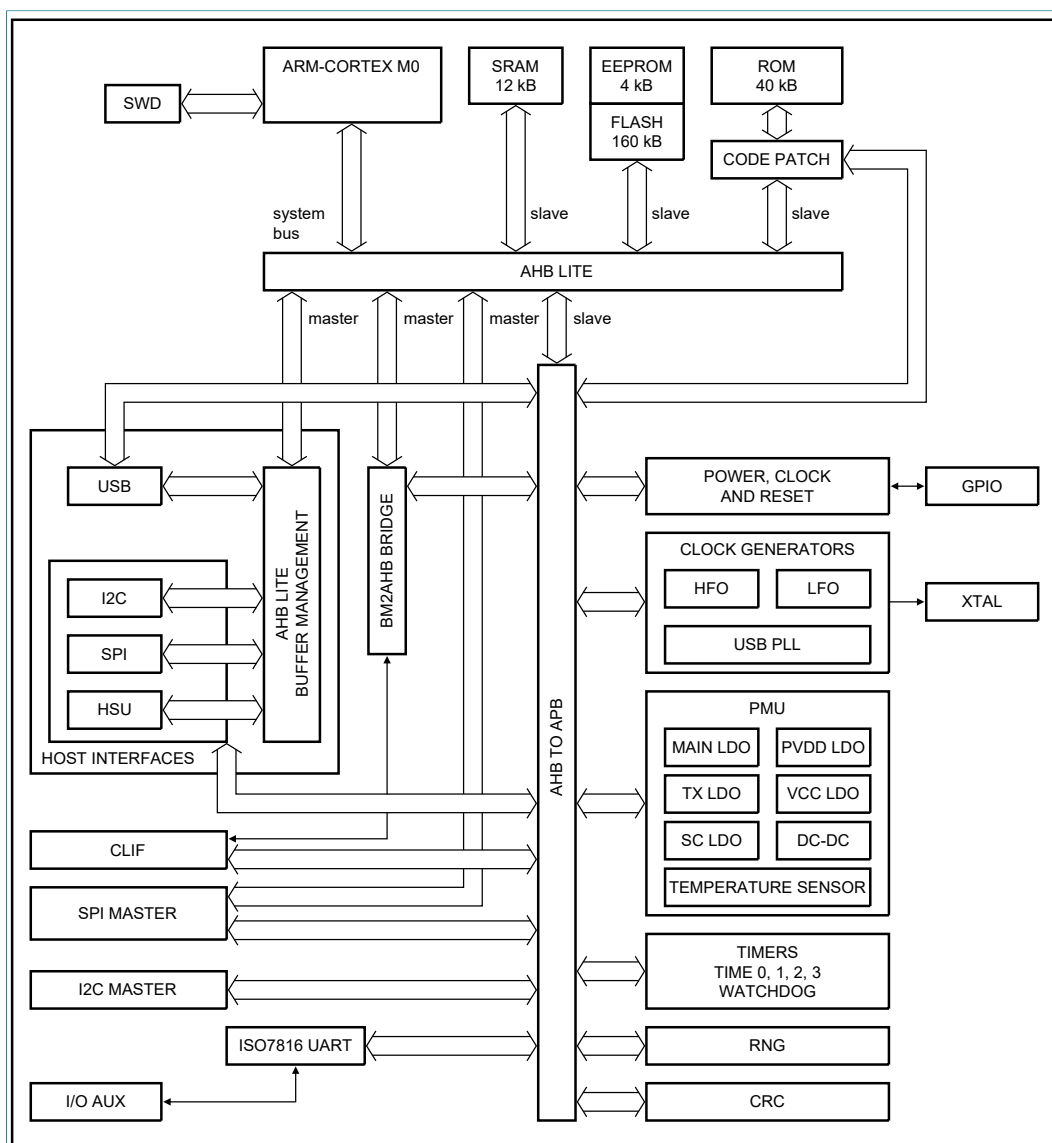 ARM-CORTEX M0
SRAM
12 kB
EEPROM
4 kB
ROM
40 kB
SWD
FLASH
160 kB
CODE PATCH
system
bus
slave
slave
slave
AHB LITE
master
master
master
slave
USB
AHB LITE
BUFFER MANAGEMENT
BM2AHB BRIDGE
AHB TO APB
POWER, CLOCK
AND RESET
GPIO
CLOCK GENERATORS
HFO
LFO
XTAL
USB PLL
I2C
SPI
HSU
HOST INTERFACES
PMU
MAIN LDO
PVDD LDO
TX LDO
VCC LDO
SC LDO
DC-DC
TEMPERATURE SENSOR
CLIF
SPI MASTER
I2C MASTER
TIMERS
TIME 0, 1, 2, 3
WATCHDOG
ISO7816 UART
RNG
I/O AUX
CRC